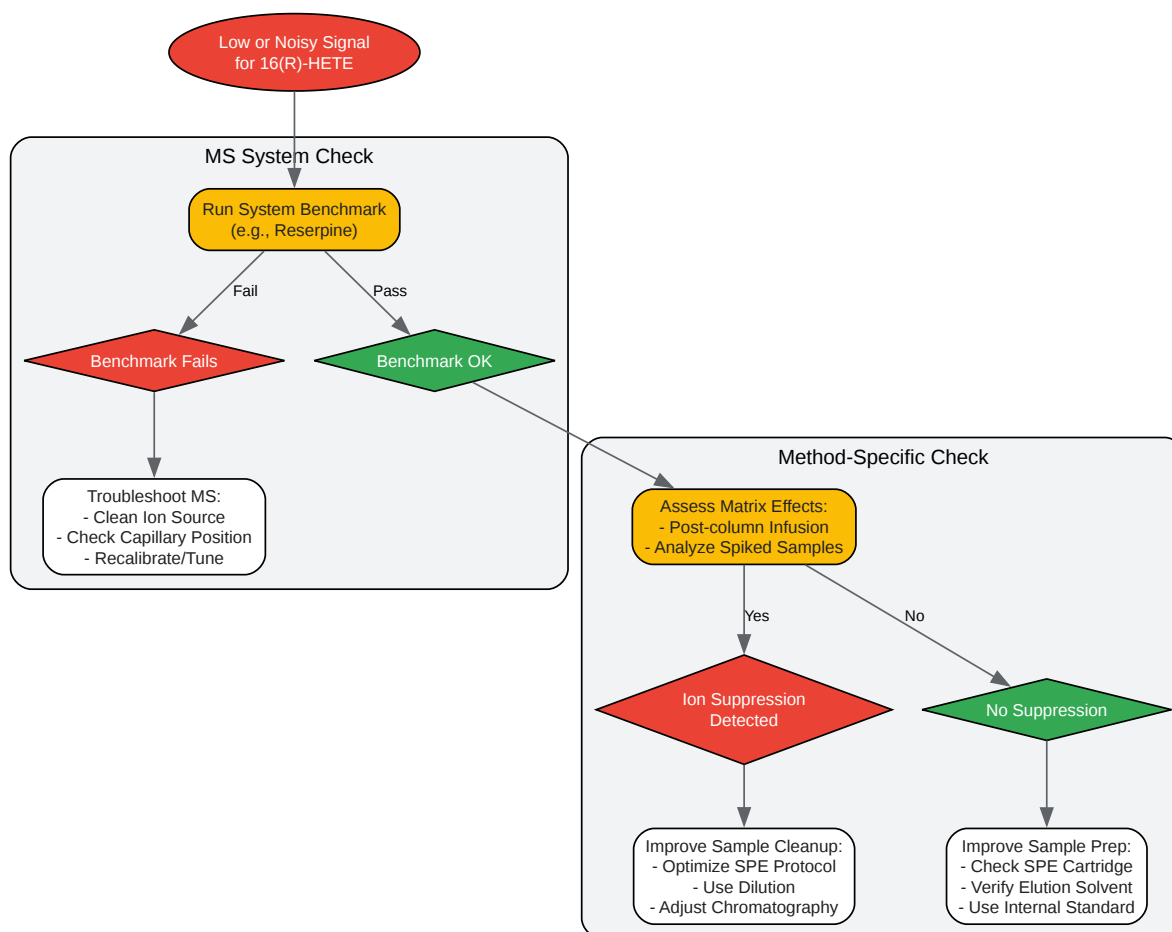 Low or Noisy Signal
for 16(R)-HETE
MS System Check
Run System Benchmark
(e.g., Reserpine)
Fail
Pass
Benchmark Fails
Benchmark OK
Troubleshoot MS:
- Clean Ion Source
- Check Capillary Position
- Recalibrate/Tune
Method-Specific Check
Assess Matrix Effects:
- Post-column Infusion
- Analyze Spiked Samples
Yes
No
Ion Suppression
Detected
No Suppression
Improve Sample Cleanup:
- Optimize SPE Protocol
- Use Dilution
- Adjust Chromatography
Improve Sample Prep:
- Check SPE Cartridge
- Verify Elution Solvent
- Use Internal Standard